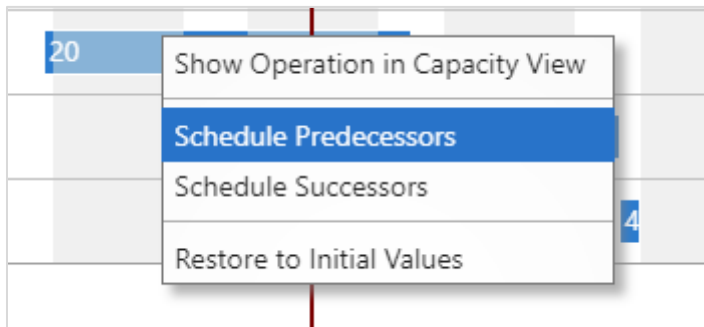 20
Show Operation in Capacity View
Schedule Predecessors
Schedule Successors
4
Restore to Initial Values